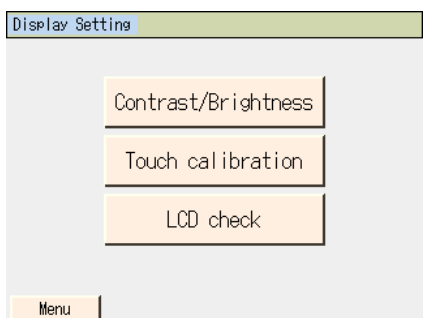 Display Setting
Contrast/Brightness
Touch calibration
LCD check
Menu